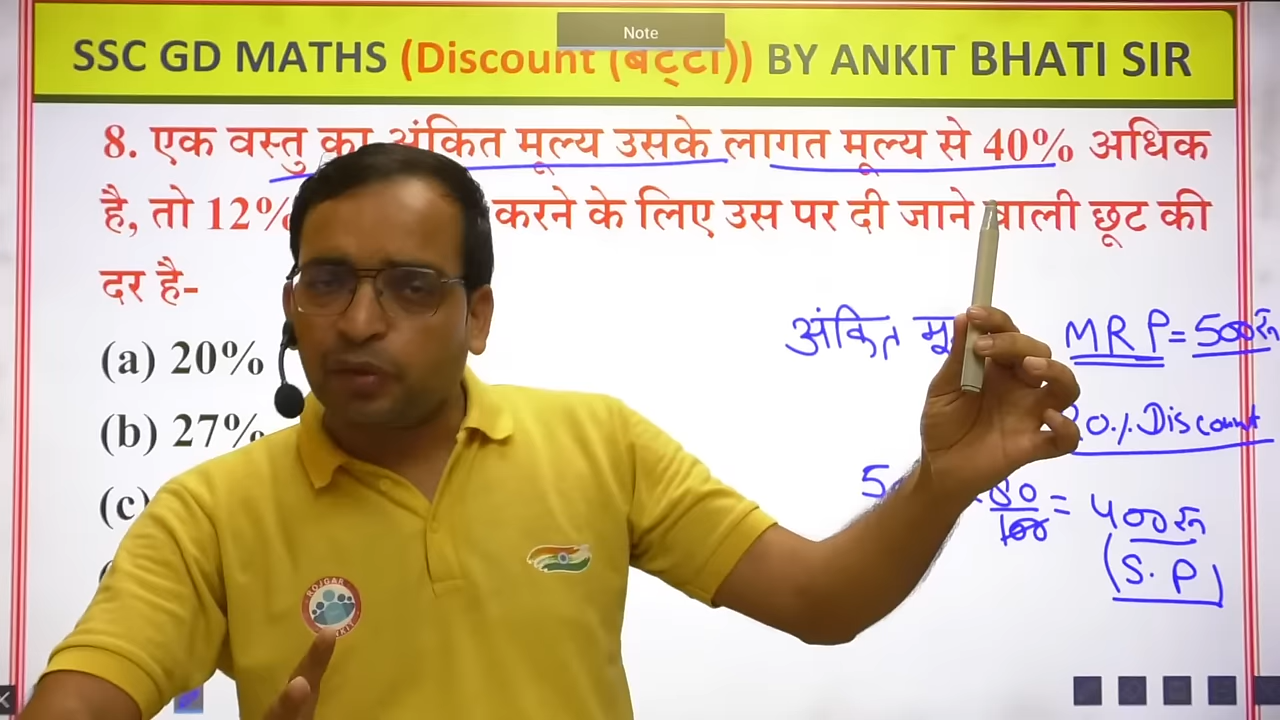 Note
SSC GD MATHS (Discount (बट्टा)) BY ANKIT BHATI SIR
8. एक वस्तु का अंकित मूल्य उसके लागत मूल्य से 40% अधिक
है, तो 12% करने के लिए उस पर दी जाने वाली छूट की
दर है-
अंकित MRP = 500रु
(a) 20%
20% Discount
(b) 27%
80/100 = 400रु
(c)
(S.P)
ROJGAR